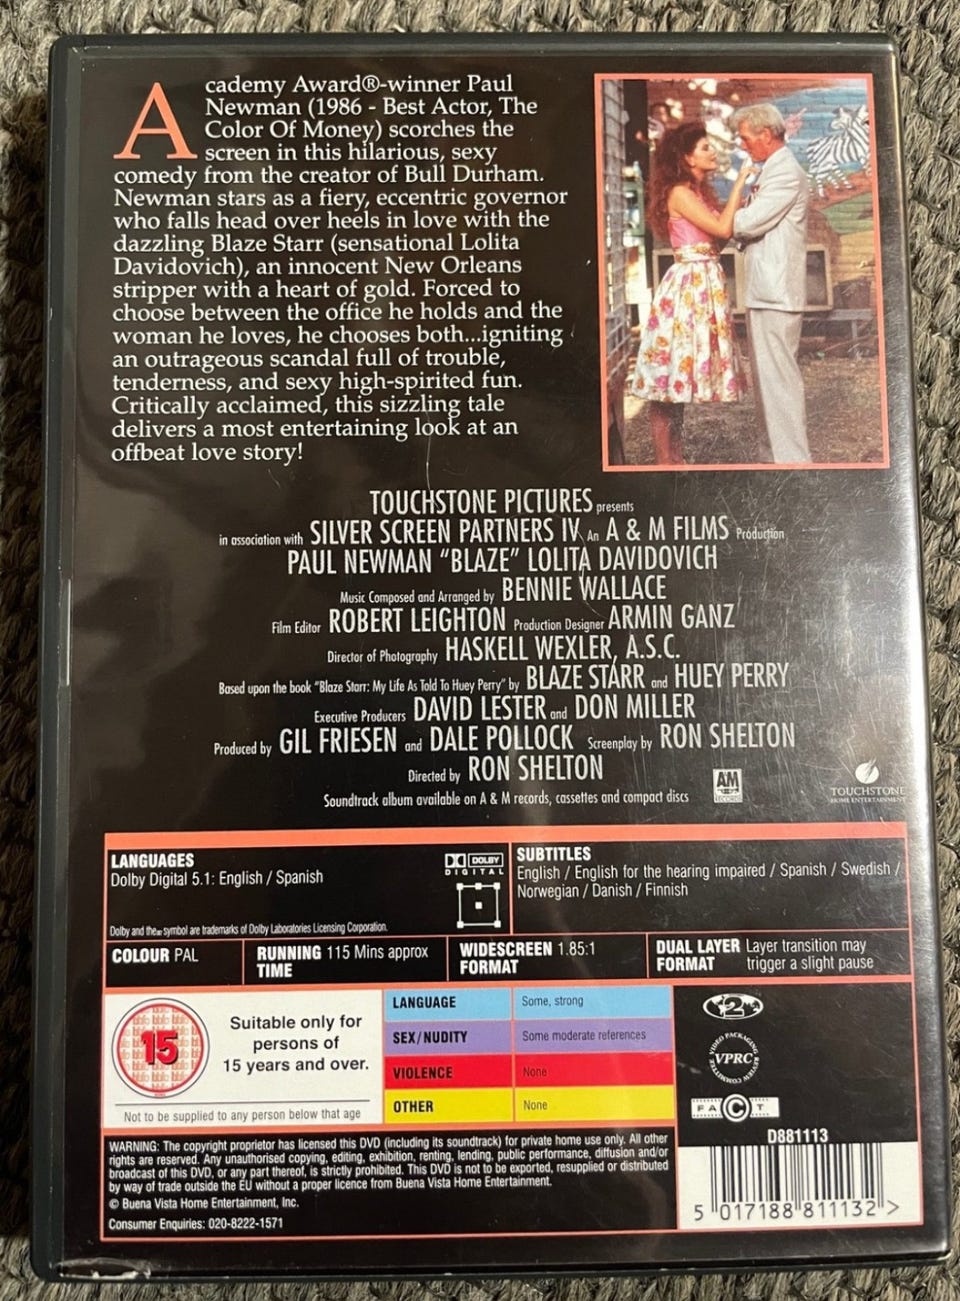 Academy Award®-winner Paul
Newman (1986 - Best Actor, The
Color Of Money) scorches the
screen in this hilarious, sexy
comedy from the creator of Bull Durham.
Newman stars as a fiery, eccentric governor
who falls head over heels in love with the
dazzling Blaze Starr (sensational Lolita
Davidovich), an innocent New Orleans
stripper with a heart of gold. Forced to
choose between the office he holds and the
woman he loves, he chooses both...igniting
an outrageous scandal full of trouble,
tenderness, and sexy high-spirited fun.
Critically acclaimed, this sizzling tale
delivers a most entertaining look at an
offbeat love story!
TOUCHSTONE PICTURES presents
in association with SILVER SCREEN PARTNERS IV An A & M FILMS Production
PAUL NEWMAN "BLAZE" LOLITA DAVIDOVICH
Music Composed and Arranged by BENNIE WALLACE
Film Editor ROBERT LEIGHTON Production Designer ARMIN GANZ
Director of Photography HASKELL WEXLER, A.S.C.
Based upon the book "Blaze Starr: My Life As Told To Huey Perry" by BLAZE STARR and HUEY PERRY
Executive Producers DAVID LESTER and DON MILLER
Produced by GIL FRIESEN and DALE POLLOCK Screenplay by RON SHELTON
Directed by RON SHELTON
Soundtrack album available on A & M records, cassettes and compact discs
A&M RECORDS
TOUCHSTONE
HOME ENTERTAINMENT
LANGUAGES
Dolby Digital 5.1: English / Spanish
DOLBY
DIGITAL
Dolby and the symbol are trademarks of Dolby Laboratories Licensing Corporation.
SUBTITLES
English / English for the hearing impaired / Spanish / Swedish /
Norwegian / Danish / Finnish
COLOUR PAL
RUNNING 115 Mins approx
TIME
WIDESCREEN 1.85:1
FORMAT
DUAL LAYER Layer transition may
FORMAT trigger a slight pause
15
Suitable only for
persons of
15 years and over.
Not to be supplied to any person below that age
LANGUAGE Some, strong
SEX/NUDITY Some moderate references
VIOLENCE None
OTHER None
2
VIDEO PACKAGING REVIEW COMMITTEE
VPRC
FACT
WARNING: The copyright proprietor has licensed this DVD (including its soundtrack) for private home use only. All other
rights are reserved. Any unauthorised copying, editing, exhibition, renting, lending, public performance, diffusion and/or
broadcast of this DVD, or any part thereof, is strictly prohibited. This DVD is not to be exported, resupplied or distributed
by way of trade outside the EU without a proper licence from Buena Vista Home Entertainment.
© Buena Vista Home Entertainment, Inc.
Consumer Enquiries: 020-8222-1571
D881113
5 017188 811132 >